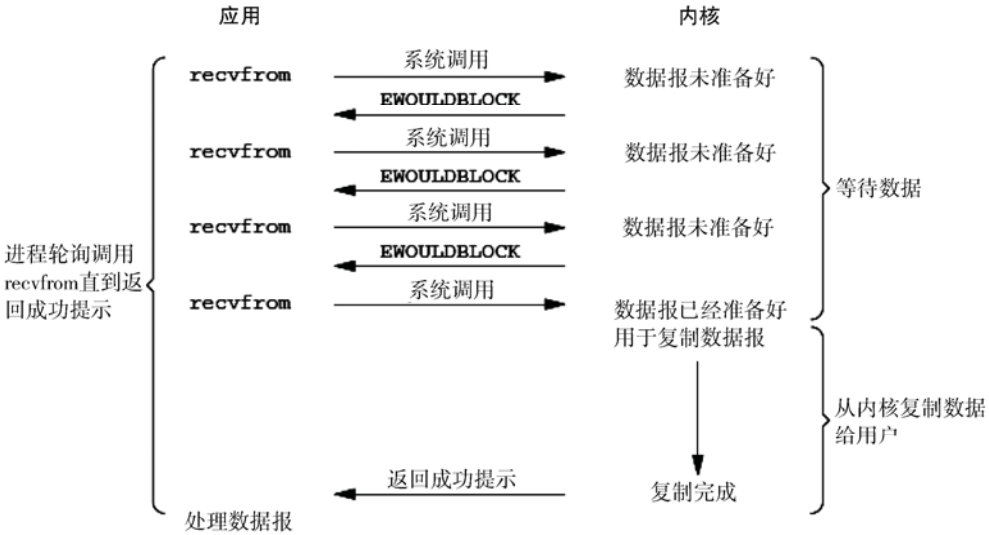 应用
内核
recvfrom
系统调用
数据报未准备好
EWOULDBLOCK
recvfrom
系统调用
数据报未准备好
EWOULDBLOCK
等待数据
recvfrom
系统调用
数据报未准备好
EWOULDBLOCK
进程轮询调用
recvfrom直到返
回成功提示
recvfrom
系统调用
数据报已经准备好
用于复制数据报
从内核复制数据
给用户
返回成功提示
复制完成
处理数据报